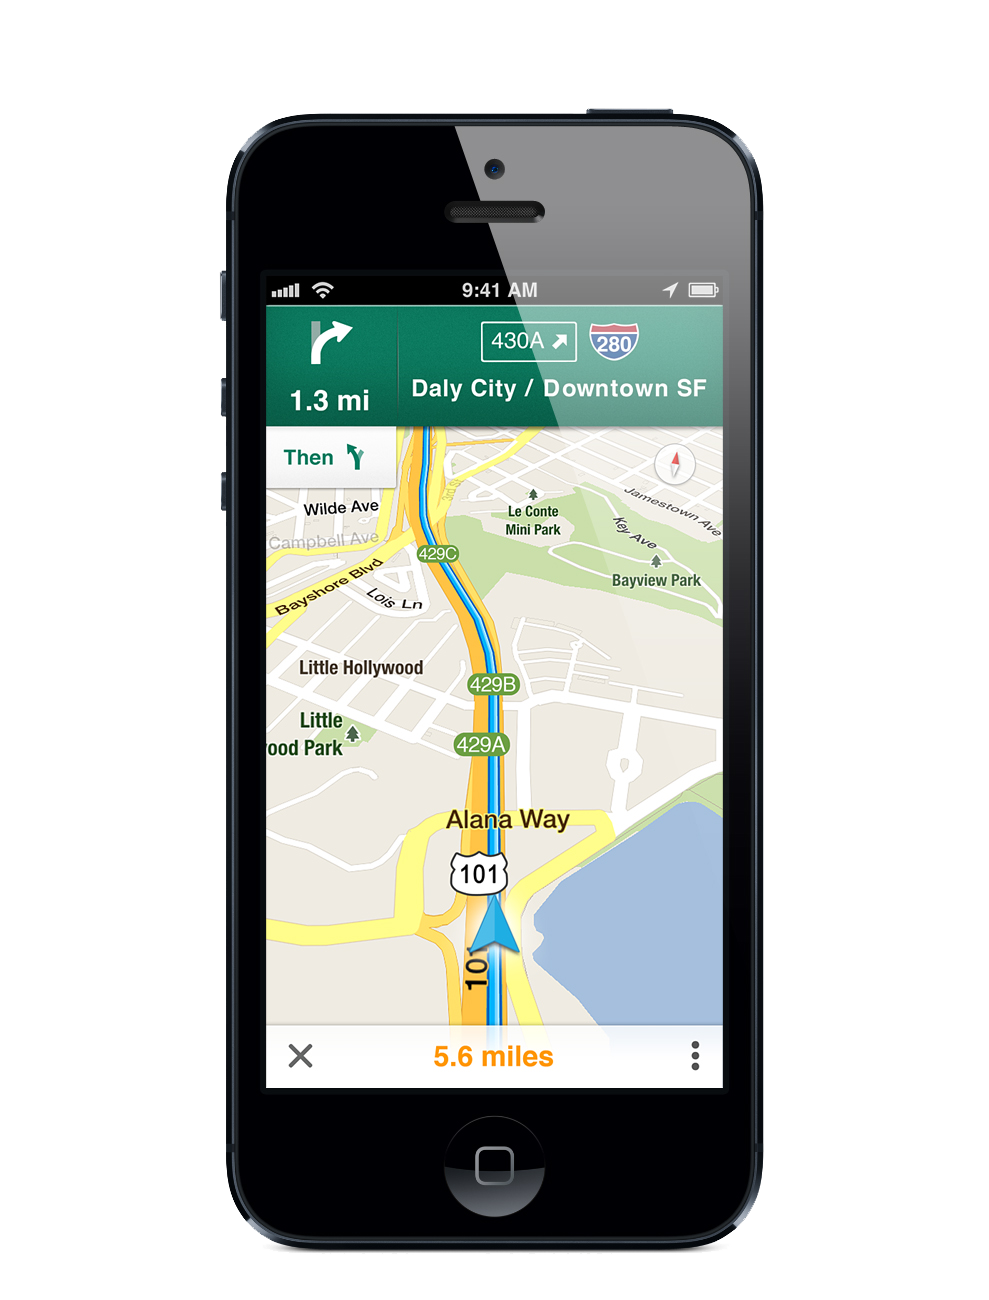 9:41 AM
430A
280
1.3 mi
Daly City / Downtown SF
Then
3rd St
Wilde Ave
Le Conte
Mini Park
Jamestown Ave
Key Ave
Campbell Ave
429C
Bayview Park
Bayshore Blvd
Lois Ln
Little Hollywood
429B
Little
ood Park
429A
Alana Way
101
101
5.6 miles